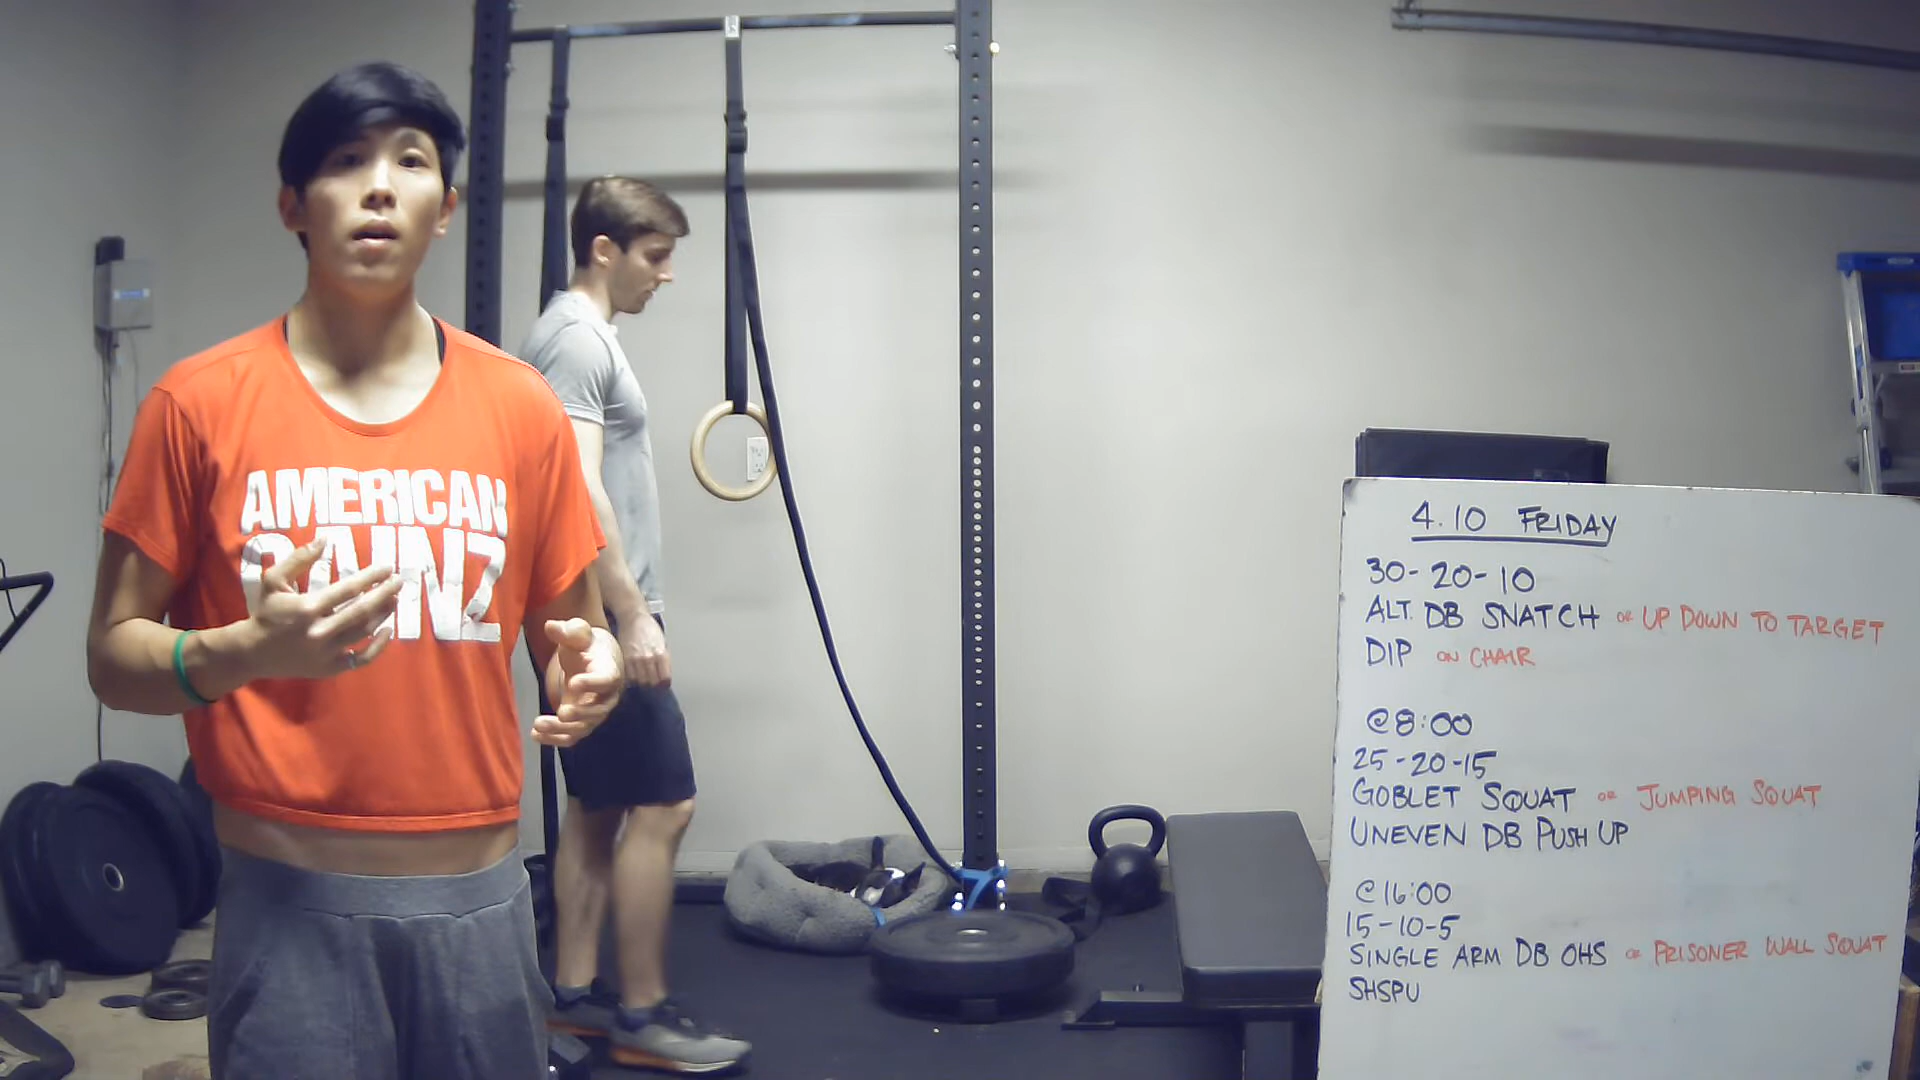 AMERICAN
GAINZ
4.10 FRIDAY
30-20-10
ALT. DB SNATCH or UP DOWN TO TARGET
DIP ON CHAIR
@8:00
25-20-15
GOBLET SQUAT or JUMPING SQUAT
UNEVEN DB PUSH UP
@16:00
15-10-5
SINGLE ARM DB OHS or PRISONER WALL SQUAT
SHSPU